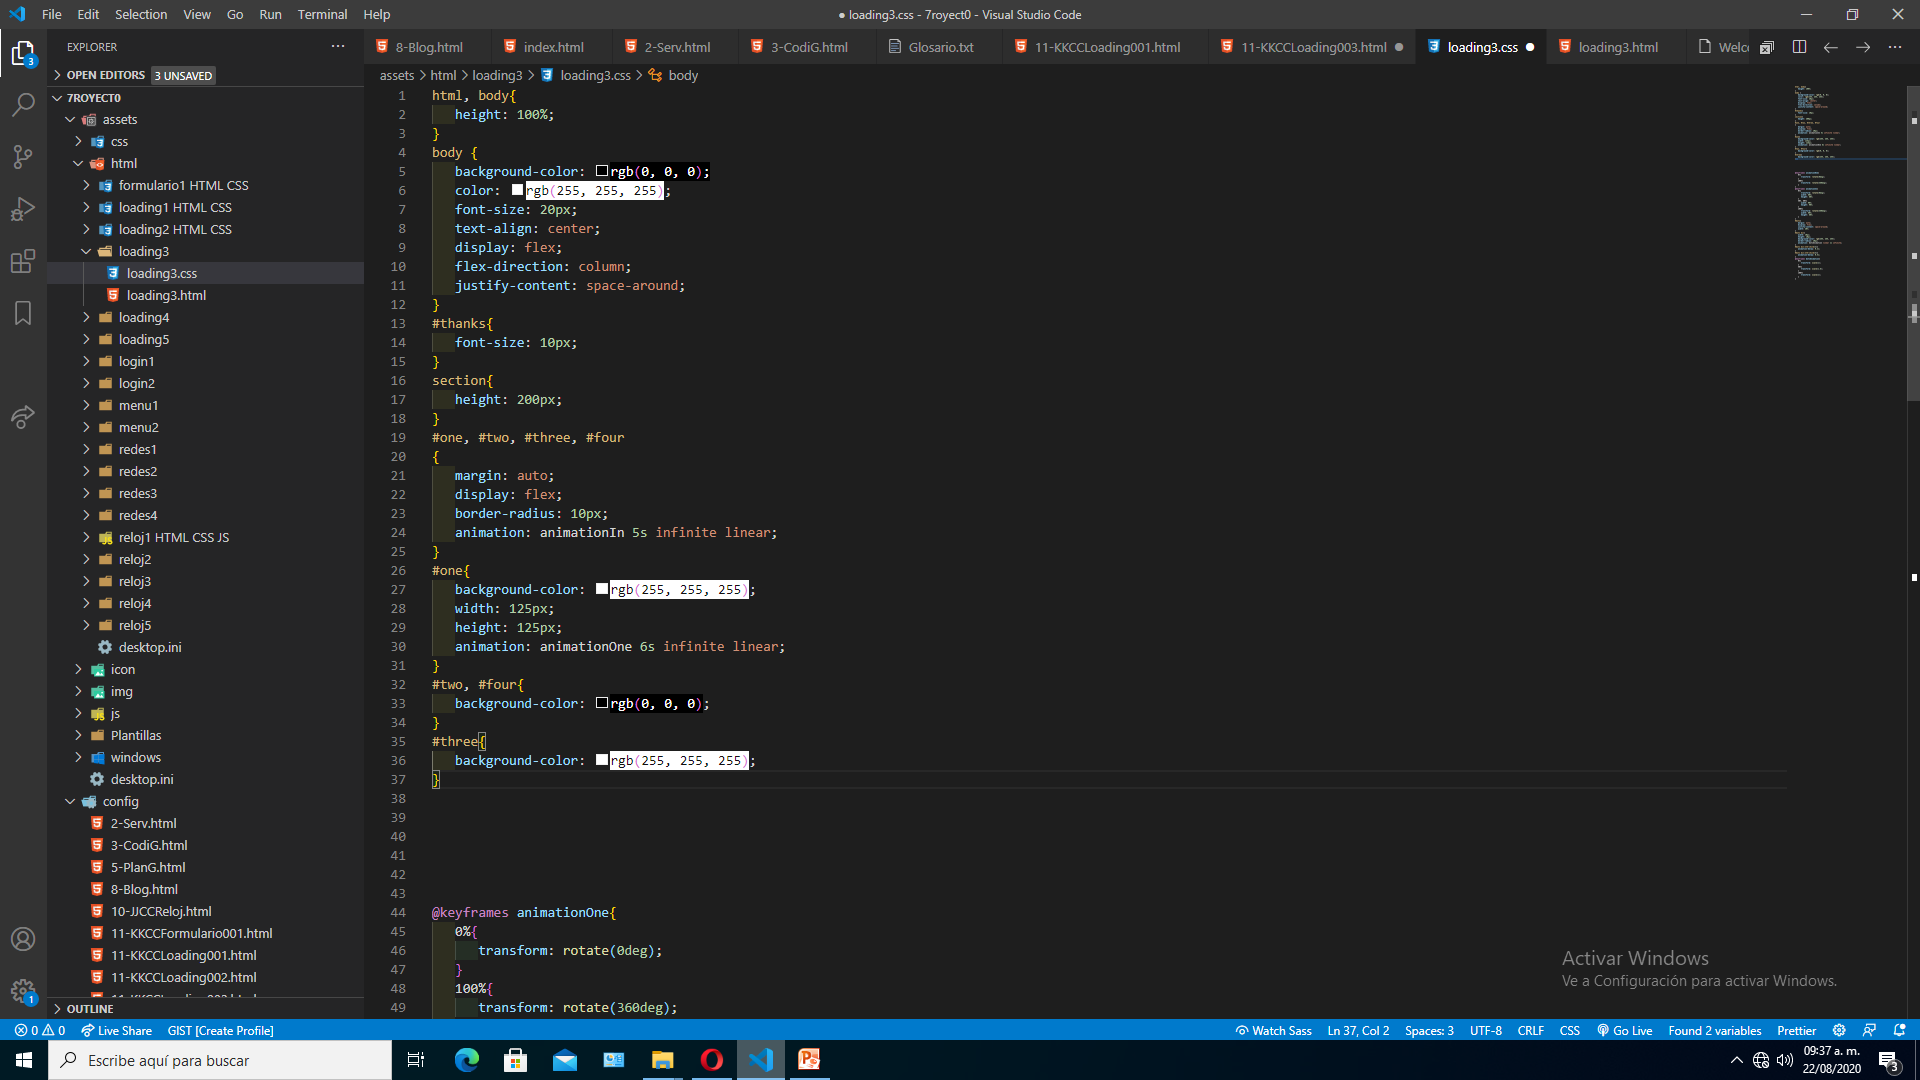 File Edit Selection View Go Run Terminal Help
● loading3.css - 7royect0 - Visual Studio Code
EXPLORER
OPEN EDITORS 3 UNSAVED
7ROYECT0
assets
css
html
formulario1 HTML CSS
loading1 HTML CSS
loading2 HTML CSS
loading3
loading3.css
loading3.html
loading4
loading5
login1
login2
menu1
menu2
redes1
redes2
redes3
redes4
reloj1 HTML CSS JS
reloj2
reloj3
reloj4
reloj5
desktop.ini
icon
img
js
Plantillas
windows
desktop.ini
config
2-Serv.html
3-CodiG.html
5-PlanG.html
8-Blog.html
10-JJCCReloj.html
11-KKCCFormulario001.html
11-KKCCLoading001.html
11-KKCCLoading002.html
OUTLINE
8-Blog.html index.html 2-Serv.html 3-CodiG.html Glosario.txt 11-KKCCLoading001.html 11-KKCCLoading003.html loading3.css loading3.html Welc
assets > html > loading3 > loading3.css > body
1 html, body{
2 height: 100%;
3 }
4 body {
5 background-color: rgb(0, 0, 0);
6 color: rgb(255, 255, 255);
7 font-size: 20px;
8 text-align: center;
9 display: flex;
10 flex-direction: column;
11 justify-content: space-around;
12 }
13 #thanks{
14 font-size: 10px;
15 }
16 section{
17 height: 200px;
18 }
19 #one, #two, #three, #four
20 {
21 margin: auto;
22 display: flex;
23 border-radius: 10px;
24 animation: animationIn 5s infinite linear;
25 }
26 #one{
27 background-color: rgb(255, 255, 255);
28 width: 125px;
29 height: 125px;
30 animation: animationOne 6s infinite linear;
31 }
32 #two, #four{
33 background-color: rgb(0, 0, 0);
34 }
35 #three{
36 background-color: rgb(255, 255, 255);
37 }
38
39
40
41
42
43
44 @keyframes animationOne{
45 0%{
46 transform: rotate(0deg);
47 }
48 100%{
49 transform: rotate(360deg);
Activar Windows
Ve a Configuración para activar Windows.
3
1
0 0 Live Share GIST [Create Profile] Watch Sass Ln 37, Col 2 Spaces: 3 UTF-8 CRLF CSS Go Live Found 2 variables Prettier
Escribe aquí para buscar
09:37 a. m.
22/08/2020
3